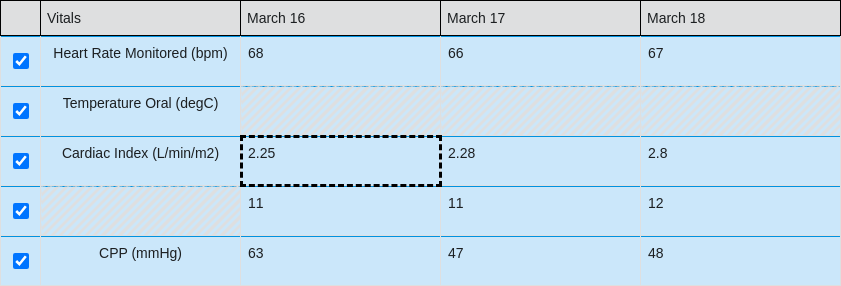 Vitals March 16 March 17 March 18
Heart Rate Monitored (bpm) 68 66 67
Temperature Oral (degC)
Cardiac Index (L/min/m2) 2.25 2.28 2.8
11 11 12
CPP (mmHg) 63 47 48